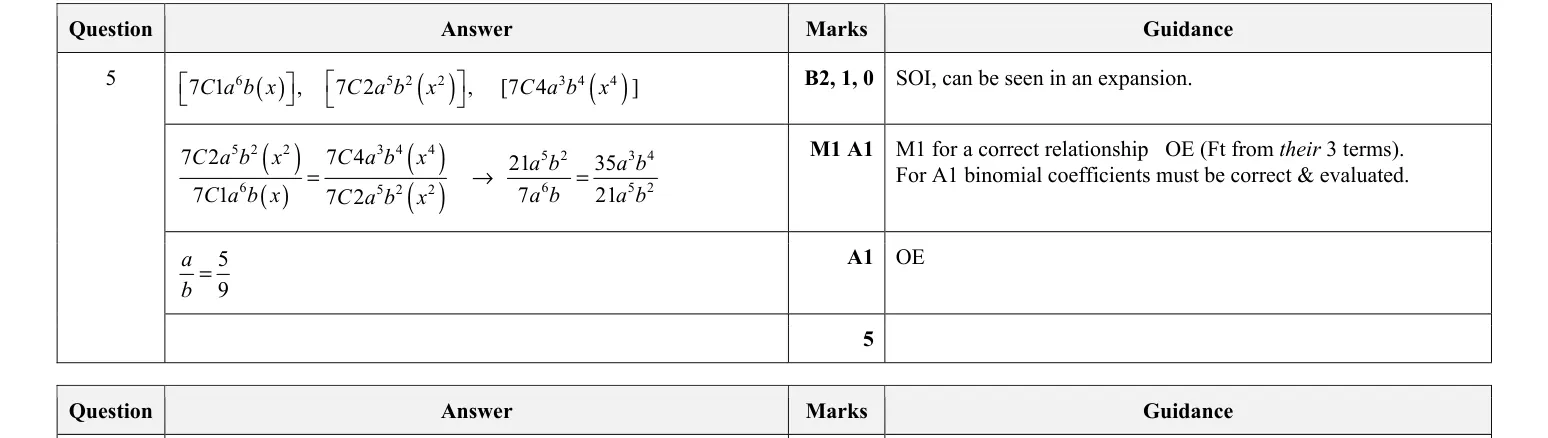 Question Answer Marks Guidance
5 [7C1a⁶b(x)], [7C2a⁵b²(x²)], [7C4a³b⁴(x⁴)] B2, 1, 0 SOI, can be seen in an expansion.
7C2a⁵b²(x²) / 7C1a⁶b(x) = 7C4a³b⁴(x⁴) / 7C2a⁵b²(x²) → 21a⁵b² / 7a⁶b = 35a³b⁴ / 21a⁵b² M1 A1 M1 for a correct relationship OE (Ft from their 3 terms).
For A1 binomial coefficients must be correct & evaluated.
a / b = 5 / 9 A1 OE
5
Question Answer Marks Guidance